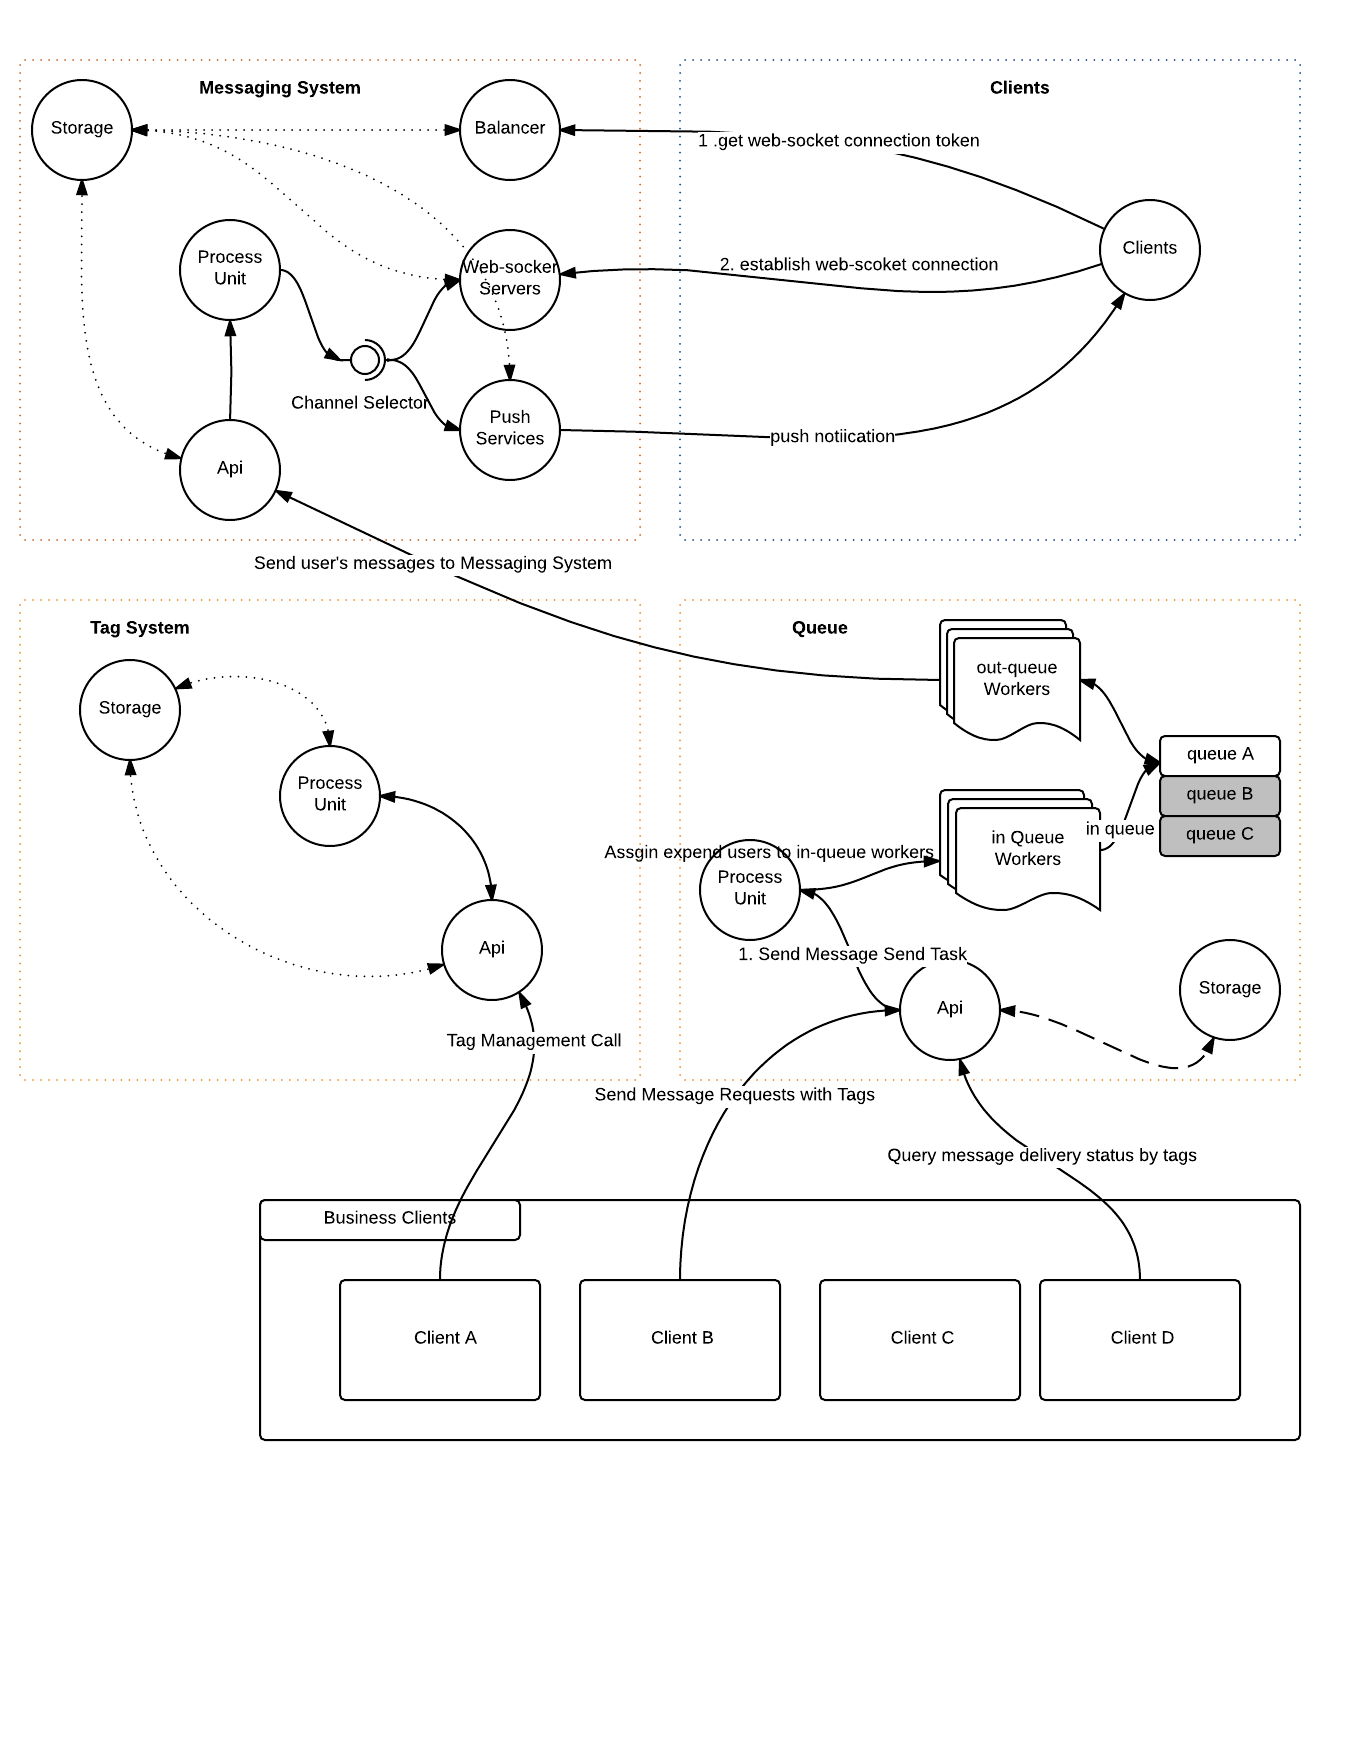 Messaging System
Clients
Storage
Balancer
1 .get web-socket connection token
Process
Unit
Web-socker
Servers
2. establish web-scoket connection
Clients
Channel Selector
Push
Services
push notiication
Api
Send user's messages to Messaging System
Tag System
Queue
out-queue
Workers
Storage
queue A
Process
Unit
queue B
in Queue
Workers
in queue
queue C
Assgin expend users to in-queue workers
Process
Unit
Api
1. Send Message Send Task
Api
Storage
Tag Management Call
Send Message Requests with Tags
Query message delivery status by tags
Business Clients
Client A
Client B
Client C
Client D